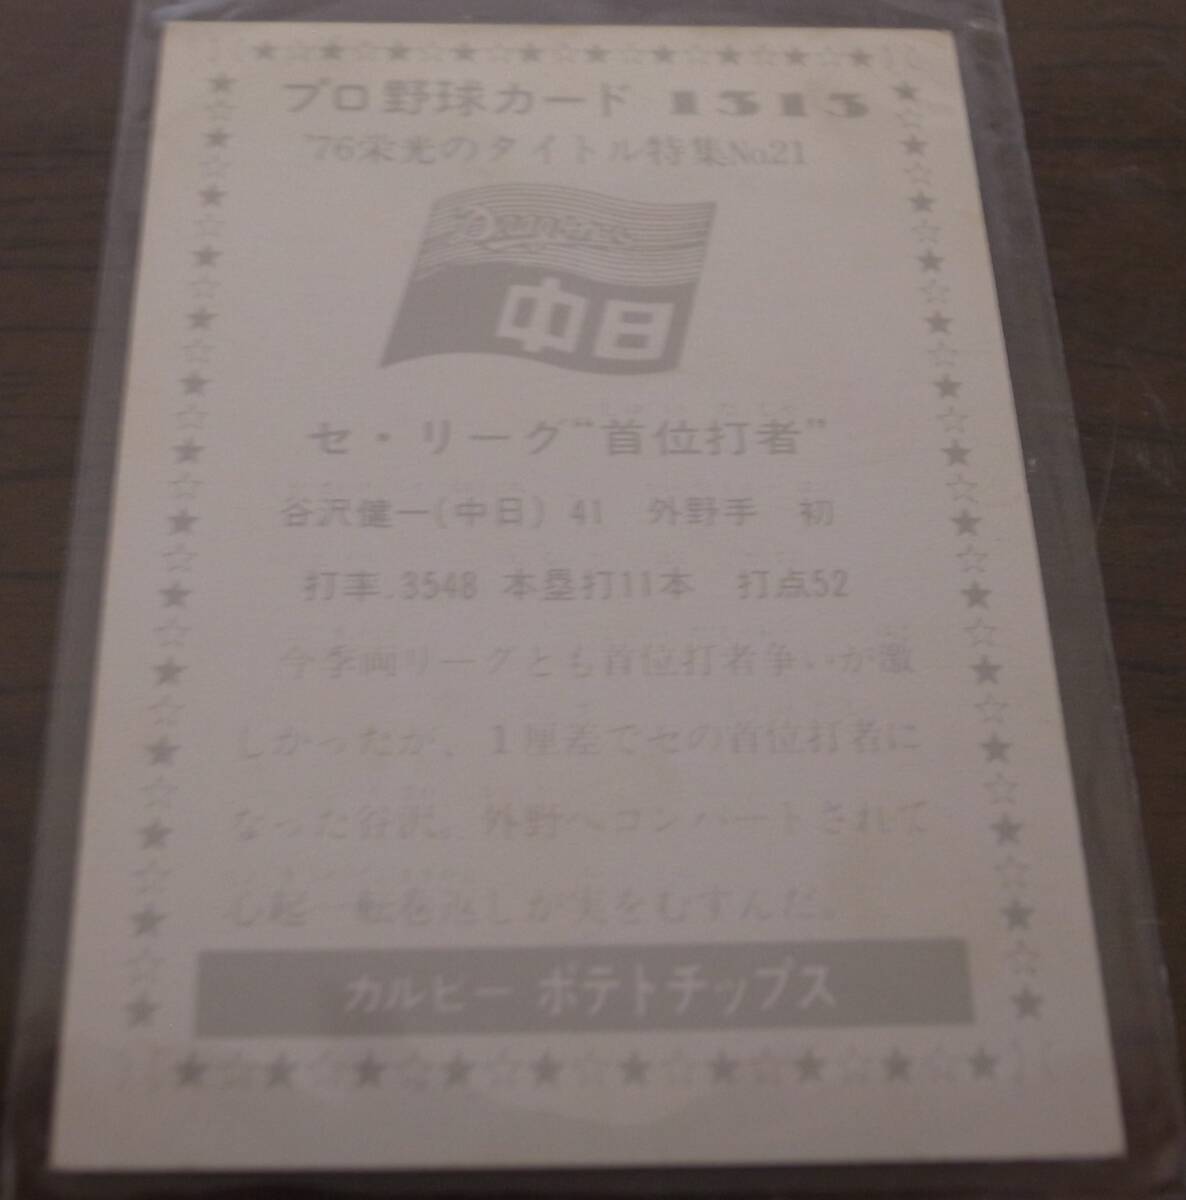 プロ野球カード 1313
'76栄光のタイトル特集No.21
Dragons
中日
セ・リーグ"首位打者"
谷沢健一(中日) 41 外野手 初
打率.3548 本塁打11本 打点52
今季両リーグとも首位打者争いが激
しかったが、1厘差でセの首位打者に
なった谷沢。外野へコンバートされて
心起一転巻返しが実をむすんだ。
カルビー ポテトチップス